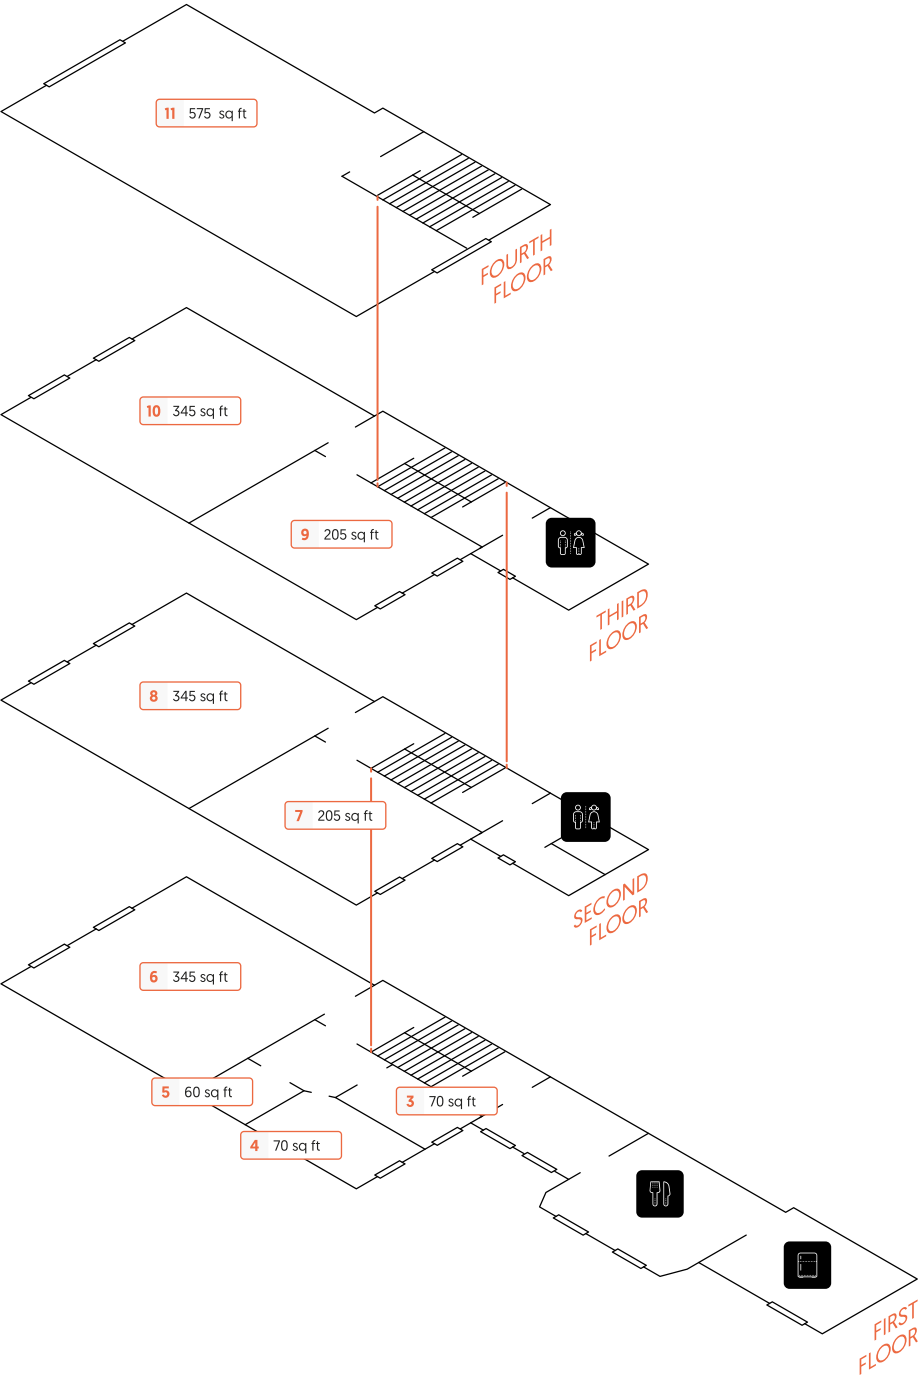 11 575 sq ft
FOURTH
FLOOR
10 345 sq ft
9 205 sq ft
THIRD
FLOOR
8 345 sq ft
7 205 sq ft
SECOND
FLOOR
6 345 sq ft
5 60 sq ft
3 70 sq ft
4 70 sq ft
FIRST
FLOOR